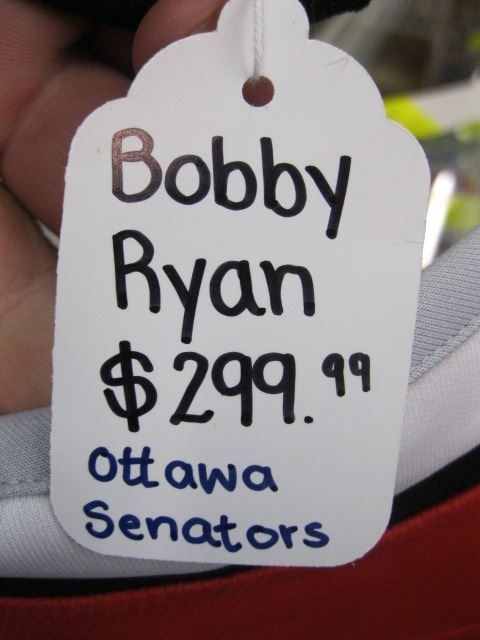 Bobby
Ryan
$299.99
Ottawa
Senators